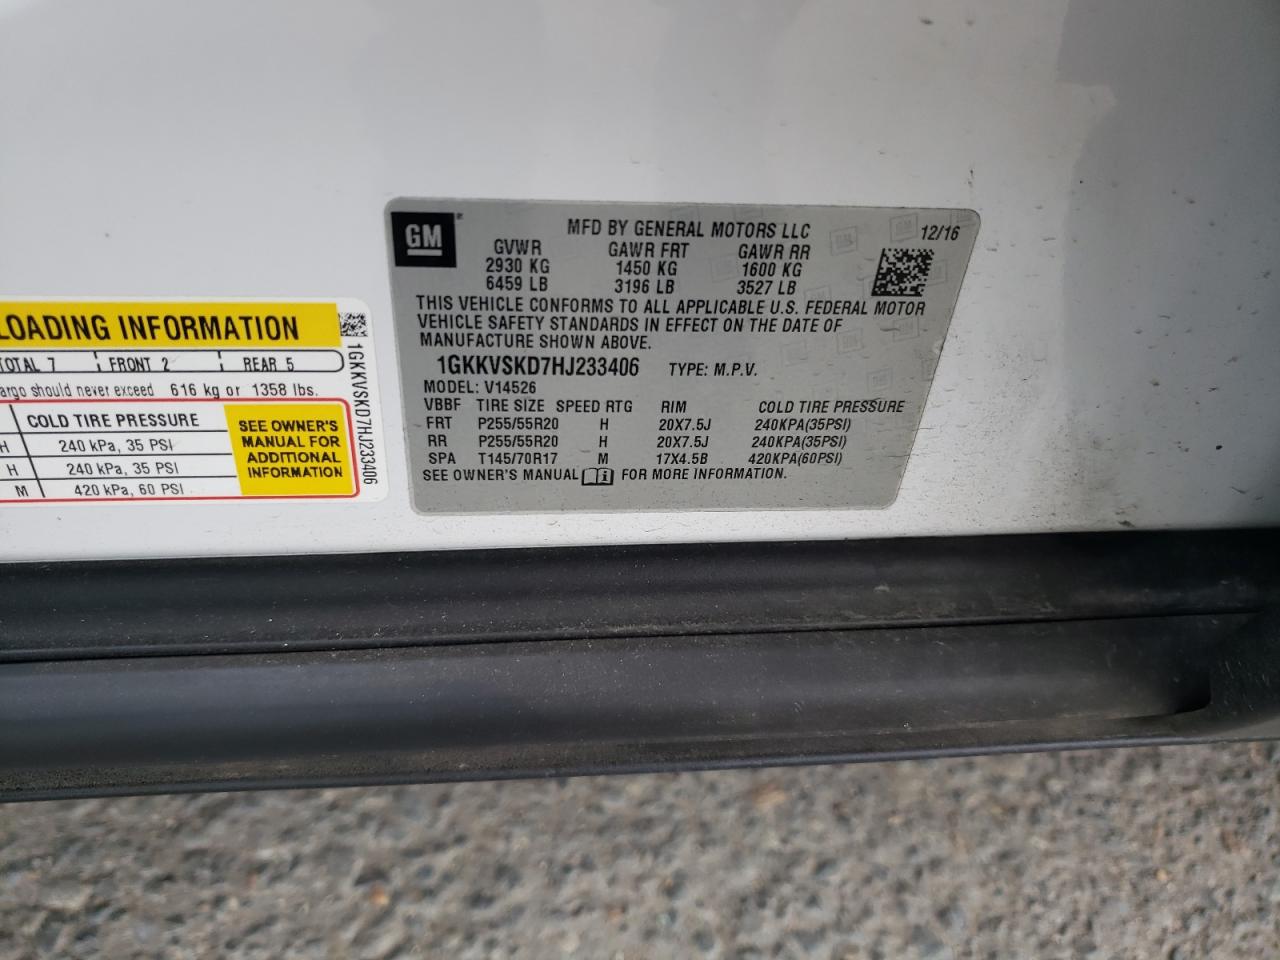 GM
MFD BY GENERAL MOTORS LLC
12/16
GVWR GAWR FRT GAWR RR
2930 KG 1450 KG 1600 KG
6459 LB 3196 LB 3527 LB
THIS VEHICLE CONFORMS TO ALL APPLICABLE U.S. FEDERAL MOTOR
VEHICLE SAFETY STANDARDS IN EFFECT ON THE DATE OF
MANUFACTURE SHOWN ABOVE.
1GKKVSKD7HJ233406 TYPE: M.P.V.
MODEL: V14526
VBBF TIRE SIZE SPEED RTG RIM COLD TIRE PRESSURE
FRT P255/55R20 H 20X7.5J 240KPA(35PSI)
RR P255/55R20 H 20X7.5J 240KPA(35PSI)
SPA T145/70R17 M 17X4.5B 420KPA(60PSI)
SEE OWNER'S MANUAL FOR MORE INFORMATION.
LOADING INFORMATION
TOTAL 7 FRONT 2 REAR 5
argo should never exceed 616 kg or 1358 lbs.
COLD TIRE PRESSURE
H 240 kPa, 35 PSI
H 240 kPa, 35 PSI
M 420 kPa, 60 PSI
SEE OWNER'S
MANUAL FOR
ADDITIONAL
INFORMATION
1GKKVSKD7HJ233406